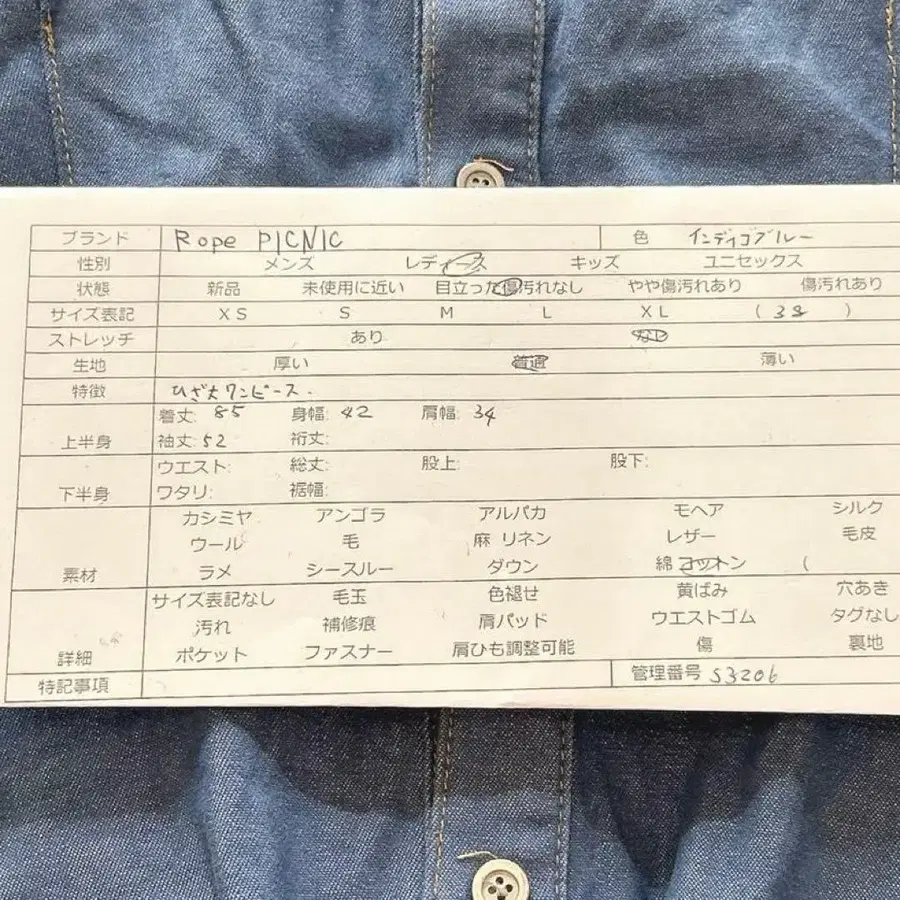 ブランド Rope PICNIC 色 インディゴブルー
性別 メンズ レディース キッズ ユニセックス
状態 新品 未使用に近い 目立った傷汚れなし やや傷汚れあり 傷汚れあり
サイズ表記 XS S M L XL (38)
ストレッチ あり なし
生地 厚い 普通 薄い
特徴 ひざ丈ワンピース.
上半身 着丈: 85 身幅: 42 肩幅: 34
袖丈: 52 裄丈:
下半身 ウエスト: 総丈: 股上: 股下:
ワタリ: 裾幅:
素材 カシミヤ アンゴラ アルパカ モヘア シルク
ウール 毛 麻 リネン レザー 毛皮
ラメ シースルー ダウン 綿 コットン (
詳細 サイズ表記なし 毛玉 色褪せ 黄ばみ 穴あき
汚れ 補修痕 肩パッド ウエストゴム タグなし
ポケット ファスナー 肩ひも調整可能 傷 裏地
特記事項 管理番号 S3206